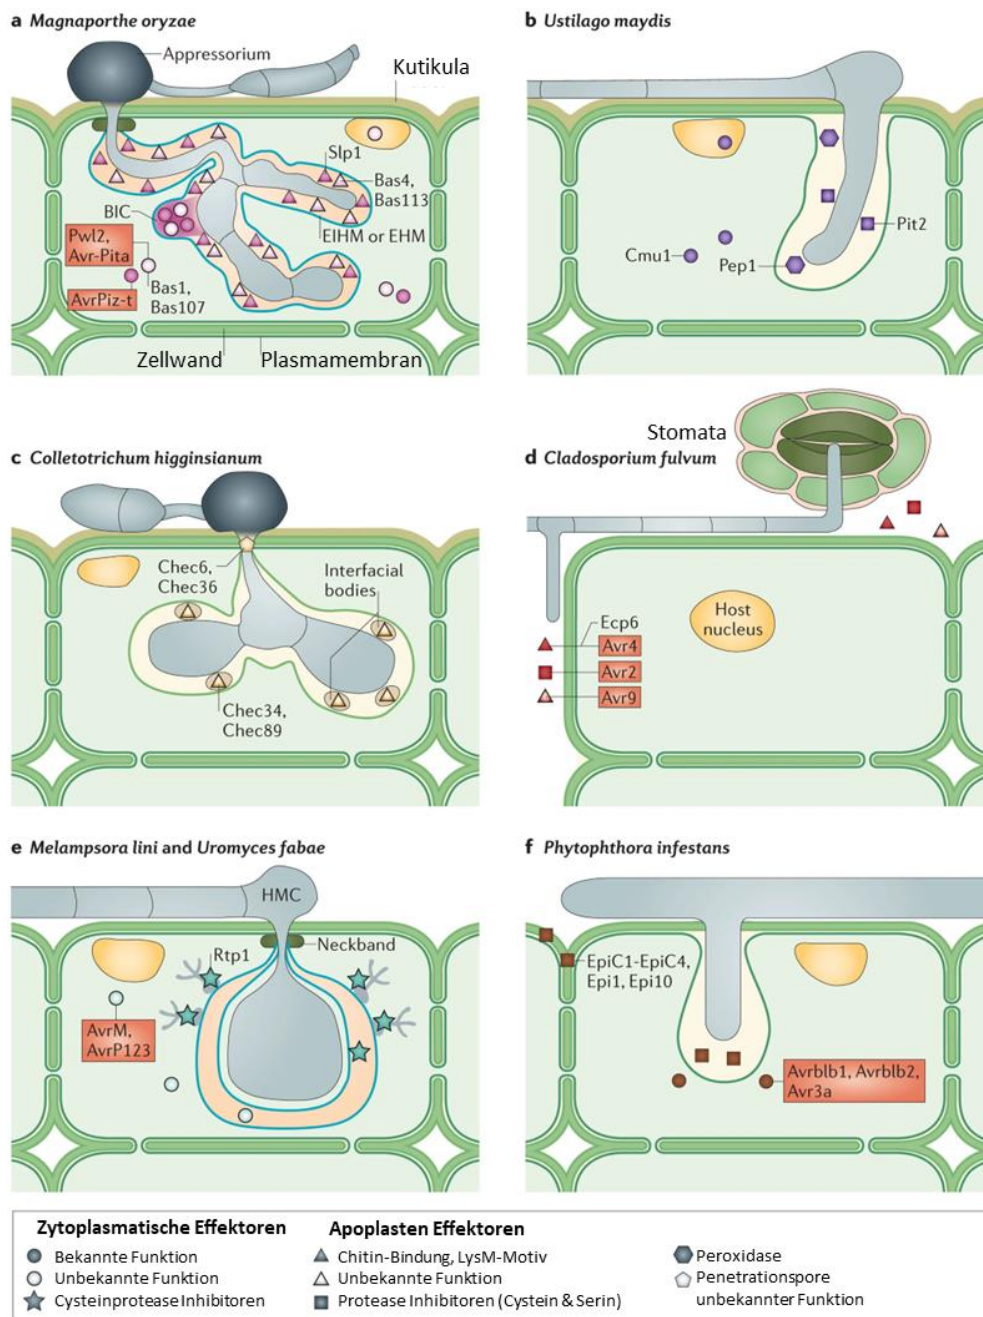 a Magnaporthe oryzae
Appressorium
Kutikula
Slp1
Bas4,
Bas113
BIC
EIHM or EHM
Pwl2,
Avr-Pita
AvrPiz-t
Bas1,
Bas107
Zellwand
Plasmamembran
b Ustilago maydis
Pit2
Cmu1
Pep1
c Colletotrichum higginsianum
Chec6,
Chec36
Interfacial
bodies
Chec34,
Chec89
Stomata
d Cladosporium fulvum
Host
nucleus
Ecp6
Avr4
Avr2
Avr9
e Melampsora lini and Uromyces fabae
HMC
Neckband
Rtp1
AvrM,
AvrP123
f Phytophthora infestans
EpiC1-EpiC4,
Epi1, Epi10
Avrblb1, Avrblb2,
Avr3a
Zytoplasmatische Effektoren
Bekannte Funktion
Unbekannte Funktion
Cysteinprotease Inhibitoren
Apoplasten Effektoren
Chitin-Bindung, LysM-Motiv
Unbekannte Funktion
Protease Inhibitoren (Cystein & Serin)
Peroxidase
Penetrationspore
unbekannter Funktion